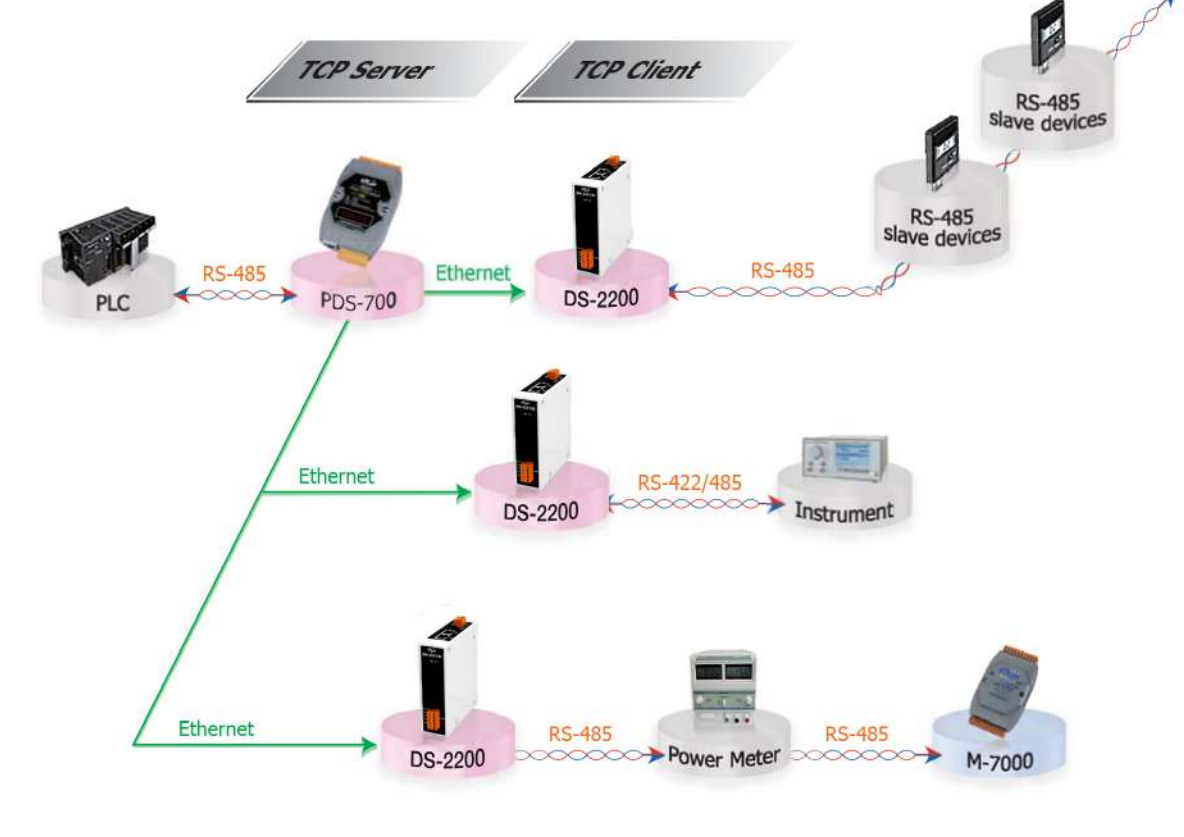 TCP Server
TCP Client
RS-485
slave devices
RS-485
slave devices
PLC
RS-485
PDS-700
Ethernet
DS-2200
RS-485
Ethernet
DS-2200
RS-422/485
Instrument
Ethernet
DS-2200
RS-485
Power Meter
RS-485
M-7000